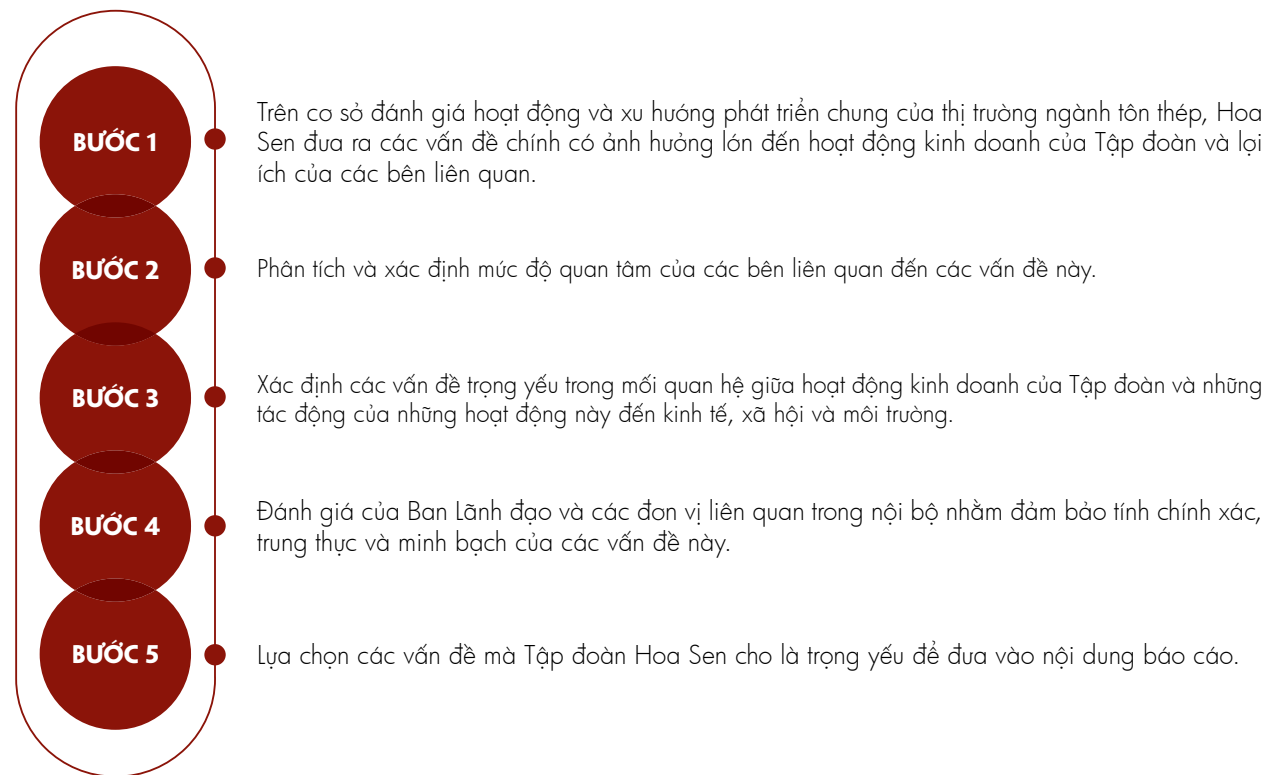 BƯỚC 1
Trên cơ sở đánh giá hoạt động và xu hướng phát triển chung của thị trường ngành tôn thép, Hoa
Sen đưa ra các vấn đề chính có ảnh hưởng lớn đến hoạt động kinh doanh của Tập đoàn và lợi
ích của các bên liên quan.
BƯỚC 2
Phân tích và xác định mức độ quan tâm của các bên liên quan đến các vấn đề này.
BƯỚC 3
Xác định các vấn đề trọng yếu trong mối quan hệ giữa hoạt động kinh doanh của Tập đoàn và những
tác động của những hoạt động này đến kinh tế, xã hội và môi trường.
BƯỚC 4
Đánh giá của Ban Lãnh đạo và các đơn vị liên quan trong nội bộ nhằm đảm bảo tính chính xác,
trung thực và minh bạch của các vấn đề này.
BƯỚC 5
Lựa chọn các vấn đề mà Tập đoàn Hoa Sen cho là trọng yếu để đưa vào nội dung báo cáo.